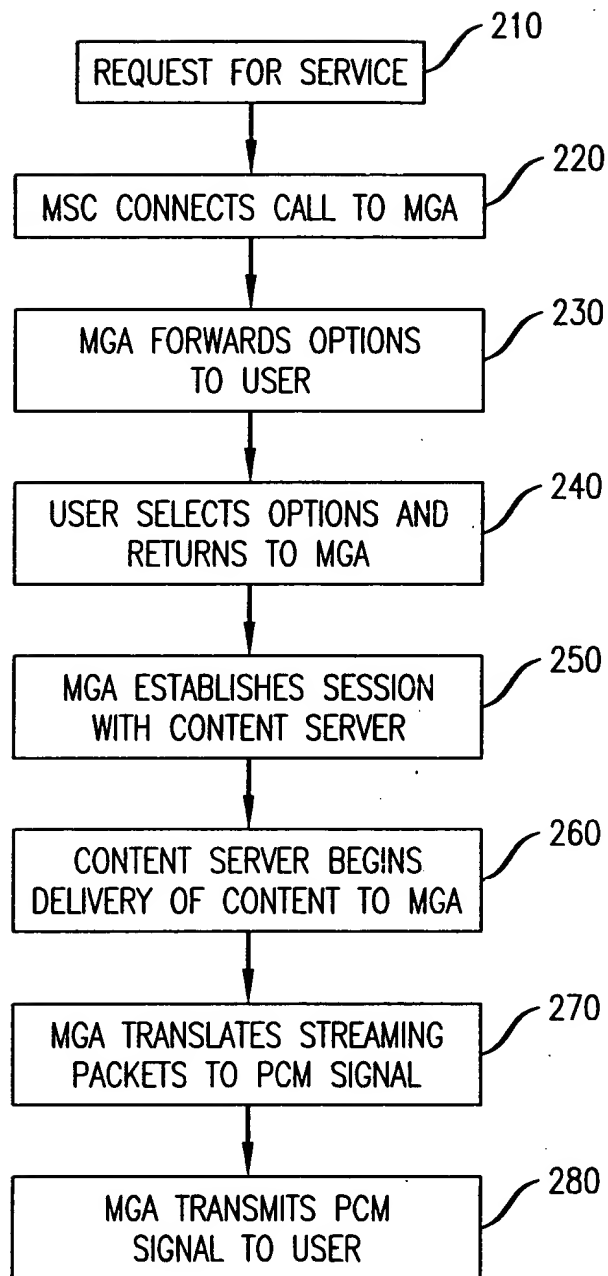 210
REQUEST FOR SERVICE
220
MSC CONNECTS CALL TO MGA
230
MGA FORWARDS OPTIONS
TO USER
240
USER SELECTS OPTIONS AND
RETURNS TO MGA
250
MGA ESTABLISHES SESSION
WITH CONTENT SERVER
260
CONTENT SERVER BEGINS
DELIVERY OF CONTENT TO MGA
270
MGA TRANSLATES STREAMING
PACKETS TO PCM SIGNAL
280
MGA TRANSMITS PCM
SIGNAL TO USER